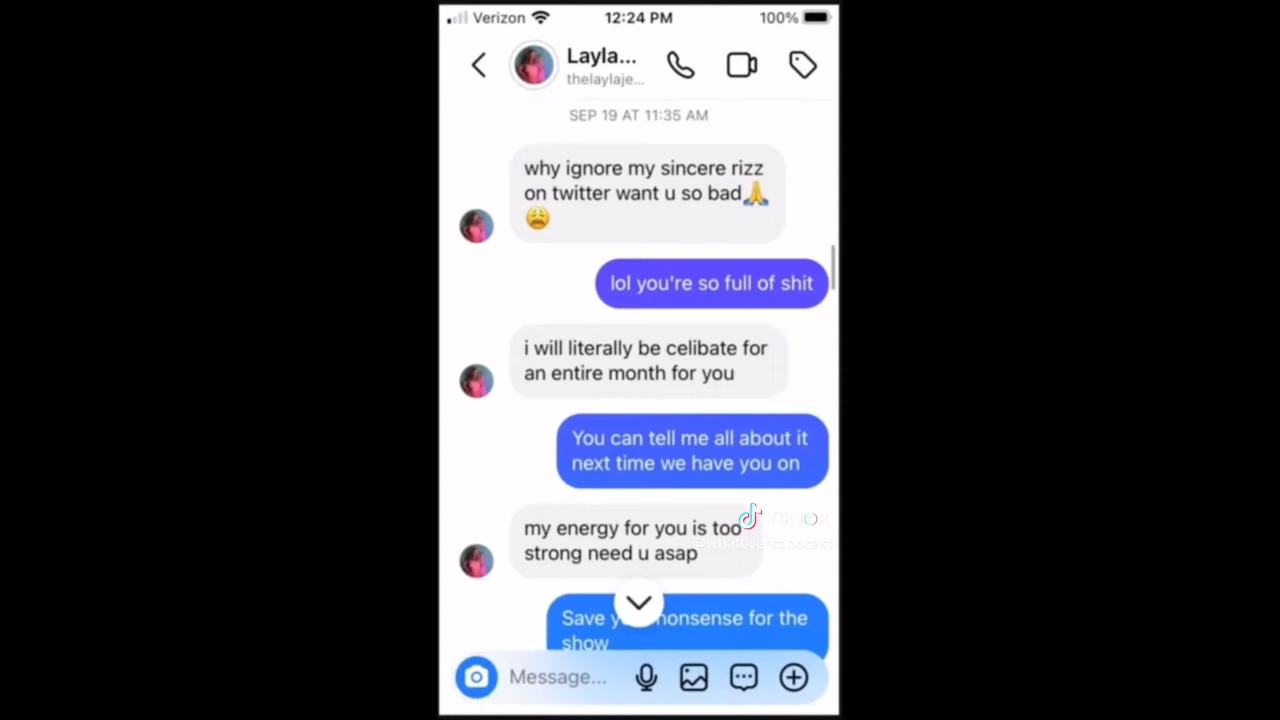 Verizon 12:24 PM 100%
Layla...
thelaylaje...
SEP 19 AT 11:35 AM
why ignore my sincere rizz
on twitter want u so bad🙏
😩
lol you're so full of shit
i will literally be celibate for
an entire month for you
You can tell me all about it
next time we have you on
my energy for you is too
strong need u asap
TikTok
Save nonsense for the
show
Message...